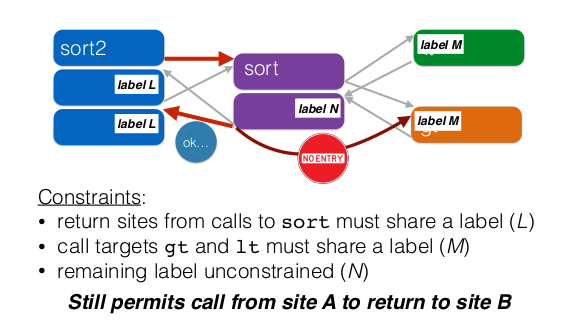 sort2
label L
label L
sort
label N
label M
label M
ok...
NO ENTRY
Constraints:
• return sites from calls to sort must share a label (L)
• call targets gt and lt must share a label (M)
• remaining label unconstrained (N)
Still permits call from site A to return to site B